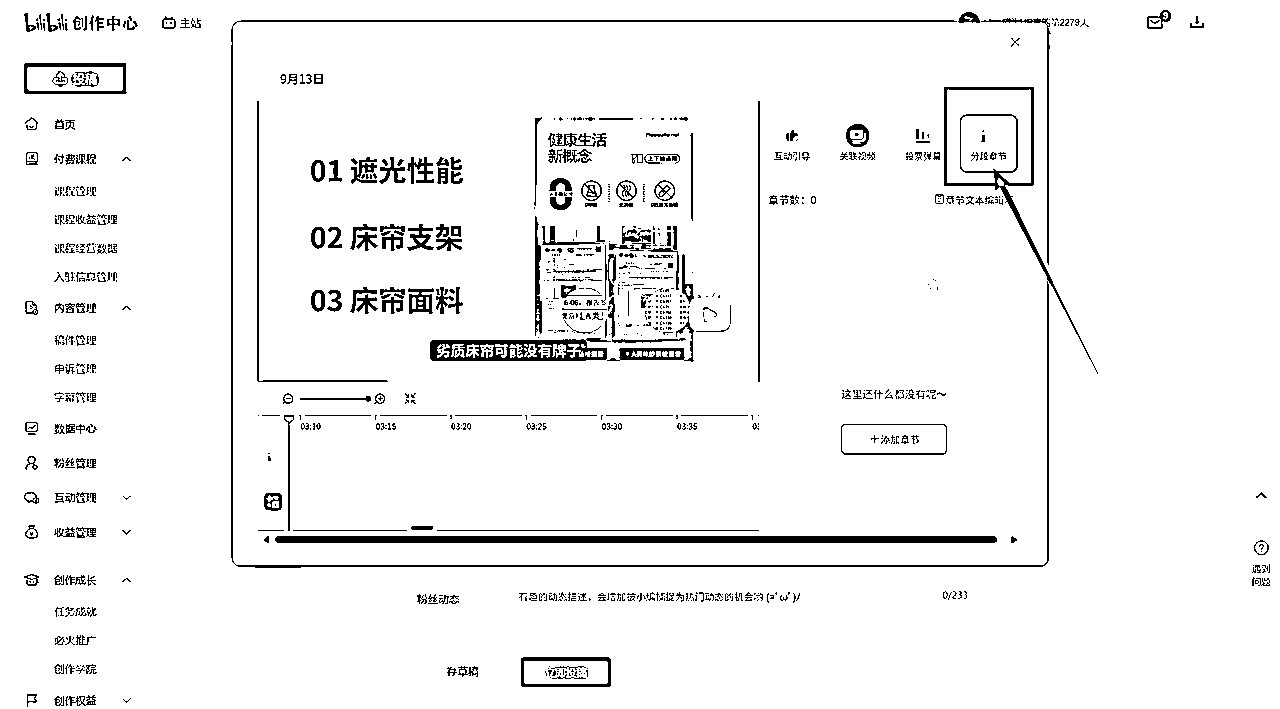 bilibili 创作中心
主站
第2279人
投稿
首页
付费课程
课程管理
课程收益管理
课程经营数据
入驻信息管理
内容管理
稿件管理
申诉管理
字幕管理
数据中心
粉丝管理
互动管理
收益管理
创作成长
任务成就
必火推广
创作学院
创作权益
9月13日
01 遮光性能
02 床帘支架
03 床帘面料
健康生活
新概念
劣质床帘可能没有牌子
互动引导
关联视频
投票弹幕
分段章节
章节数：0
章节文本编辑
这里还什么都没有呢～
＋添加章节
03:10
03:15
03:20
03:25
03:30
03:35
粉丝动态
有趣的动态描述，会增加被小编挑捡为热门动态的机会哟
0/233
存草稿
立即投稿
遇到
问题